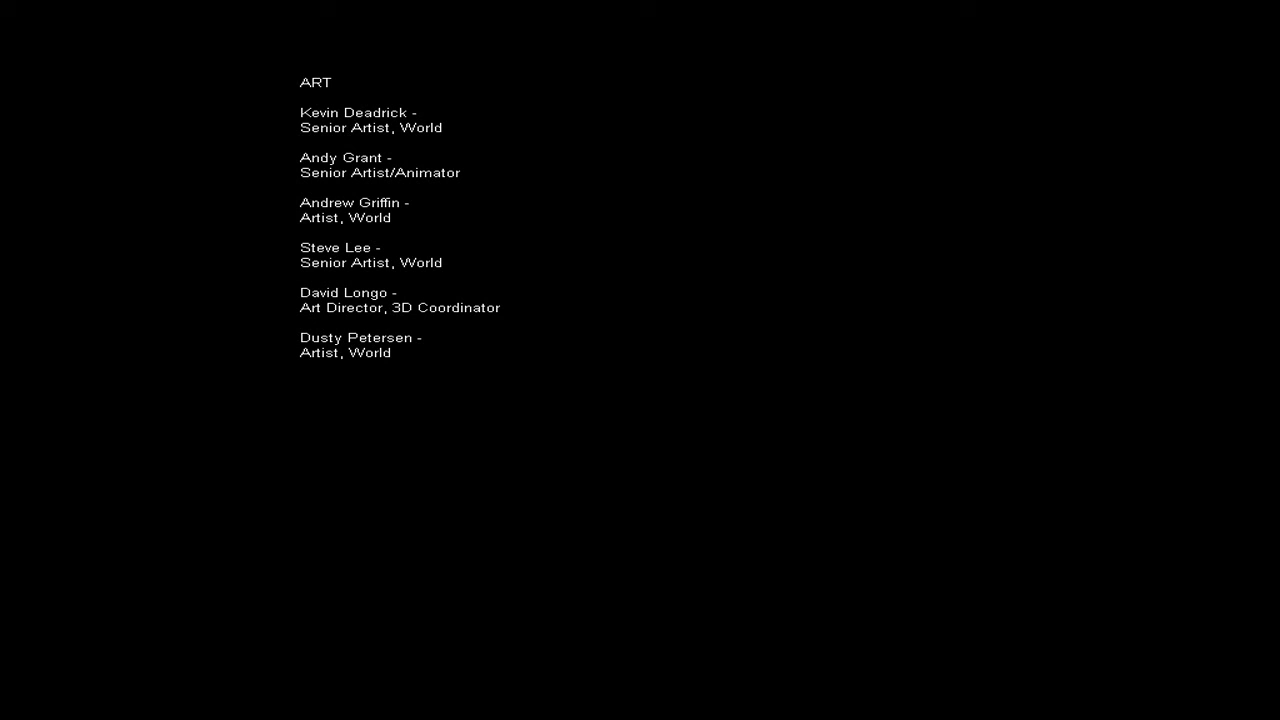 ART
Kevin Deadrick -
Senior Artist, World
Andy Grant -
Senior Artist/Animator
Andrew Griffin -
Artist, World
Steve Lee -
Senior Artist, World
David Longo -
Art Director, 3D Coordinator
Dusty Petersen -
Artist, World